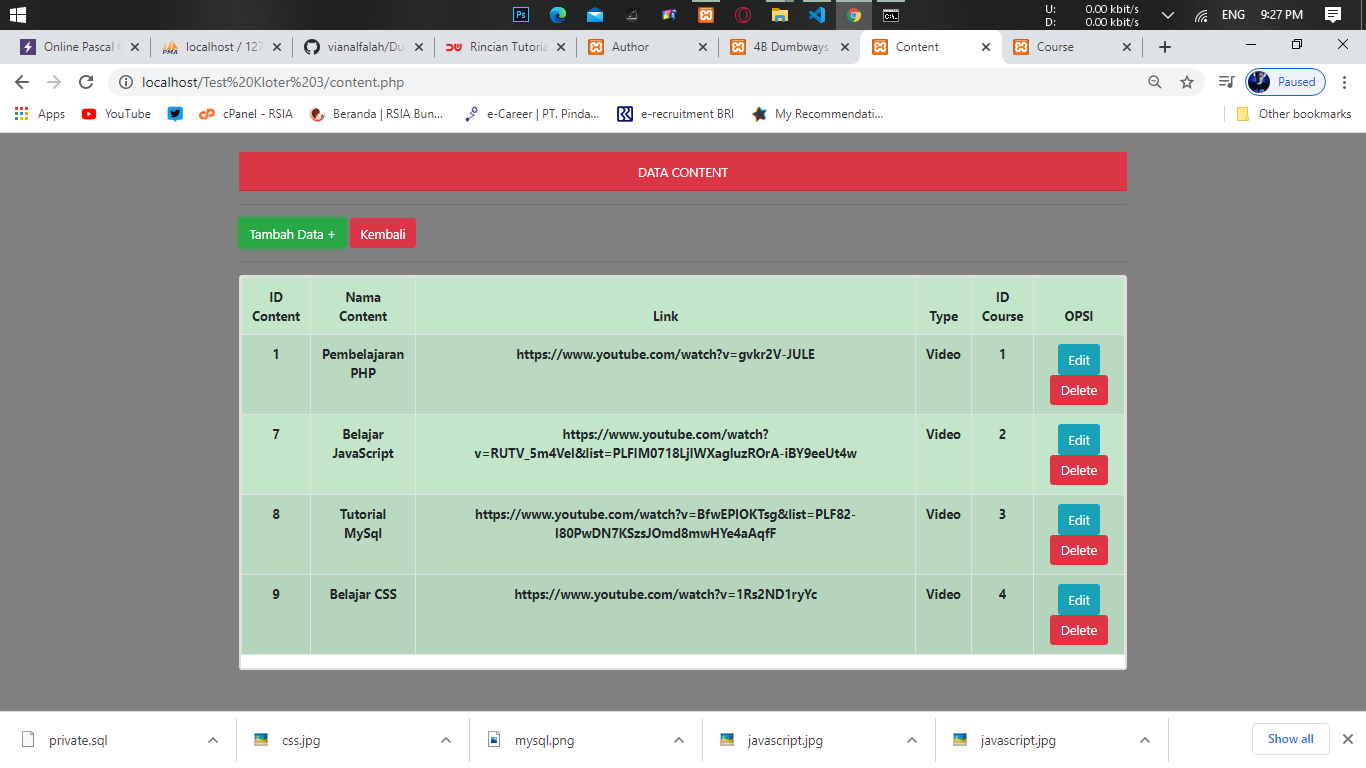 Ps
U: 0.00 kbit/s
D: 0.00 kbit/s
ENG
9:27 PM
Online Pascal C
localhost / 127
vianalfalah/Du
Rincian Tutoria
Author
4B Dumbways
Content
Course
localhost/Test%20Kloter%203/content.php
Paused
Apps
YouTube
cPanel - RSIA
Beranda | RSIA Bun...
e-Career | PT. Pinda...
e-recruitment BRI
My Recommendati...
Other bookmarks
DATA CONTENT
Tambah Data +
Kembali
ID
Content
Nama
Content
Link
Type
ID
Course
OPSI
1
Pembelajaran
PHP
https://www.youtube.com/watch?v=gvkr2V-JULE
Video
1
Edit
Delete
7
Belajar
JavaScript
https://www.youtube.com/watch?
v=RUTV_5m4VeI&list=PLFIM0718LjIWXagluzROrA-iBY9eeUt4w
Video
2
Edit
Delete
8
Tutorial
MySql
https://www.youtube.com/watch?v=BfwEPIOKTsg&list=PLF82-
I80PwDN7KSzsJOmd8mwHYe4aAqfF
Video
3
Edit
Delete
9
Belajar CSS
https://www.youtube.com/watch?v=1Rs2ND1ryYc
Video
4
Edit
Delete
private.sql
css.jpg
mysql.png
javascript.jpg
javascript.jpg
Show all